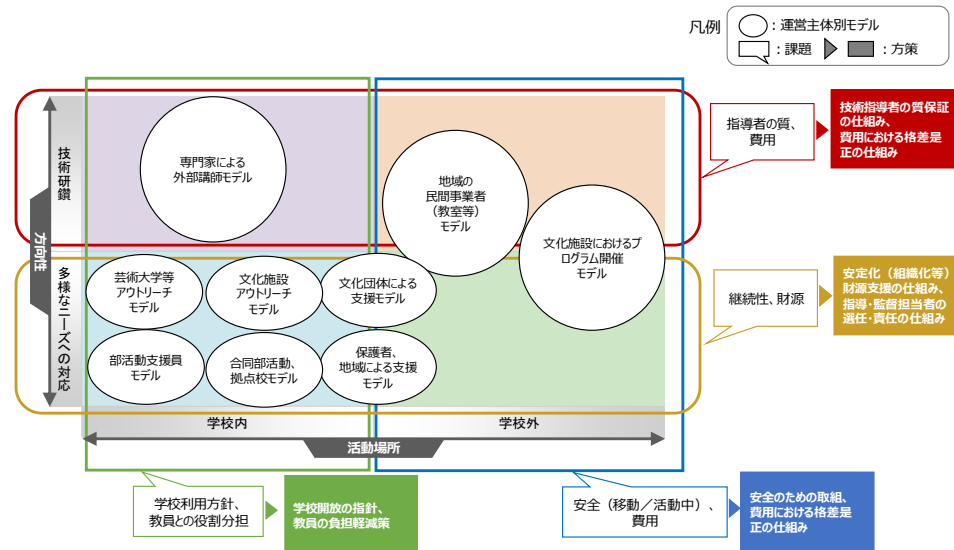 凡例
：運営主体別モデル
：課題
：方策
技術研鑽
方向性
多様なニーズへの対応
専門家による
外部講師モデル
地域の
民間事業者
（教室等）
モデル
文化施設におけるプ
ログラム開催
モデル
芸術大学等
アウトリーチ
モデル
文化施設
アウトリーチ
モデル
文化団体による
支援モデル
部活動支援員
モデル
合同部活動、
拠点校モデル
保護者、
地域による支援
モデル
学校内
学校外
活動場所
指導者の質、
費用
技術指導者の質保証
の仕組み、
費用における格差是
正の仕組み
継続性、財源
安定化（組織化等）
財源支援の仕組み、
指導・監督担当者の
選任・責任の仕組み
学校利用方針、
教員との役割分担
学校開放の指針、
教員の負担軽減策
安全（移動／活動中）、
費用
安全のための取組、
費用における格差是
正の仕組み